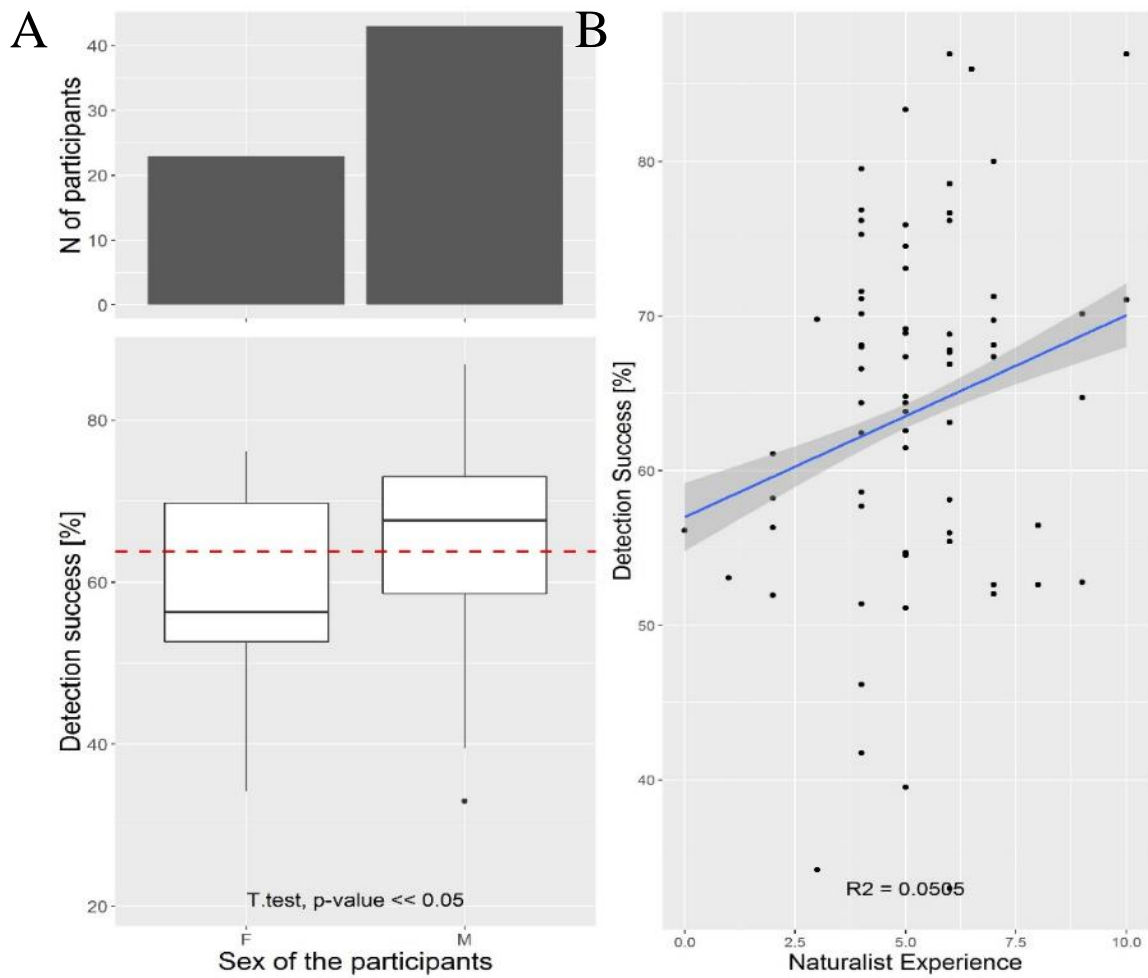 A
N of participants
40
30
20
10
0
Detection success [%]
80
60
40
20
T.test, p-value << 0.05
F
M
Sex of the participants
B
Detection Success [%]
80
70
60
50
40
R2 = 0.0505
0.0
2.5
5.0
7.5
10.0
Naturalist Experience